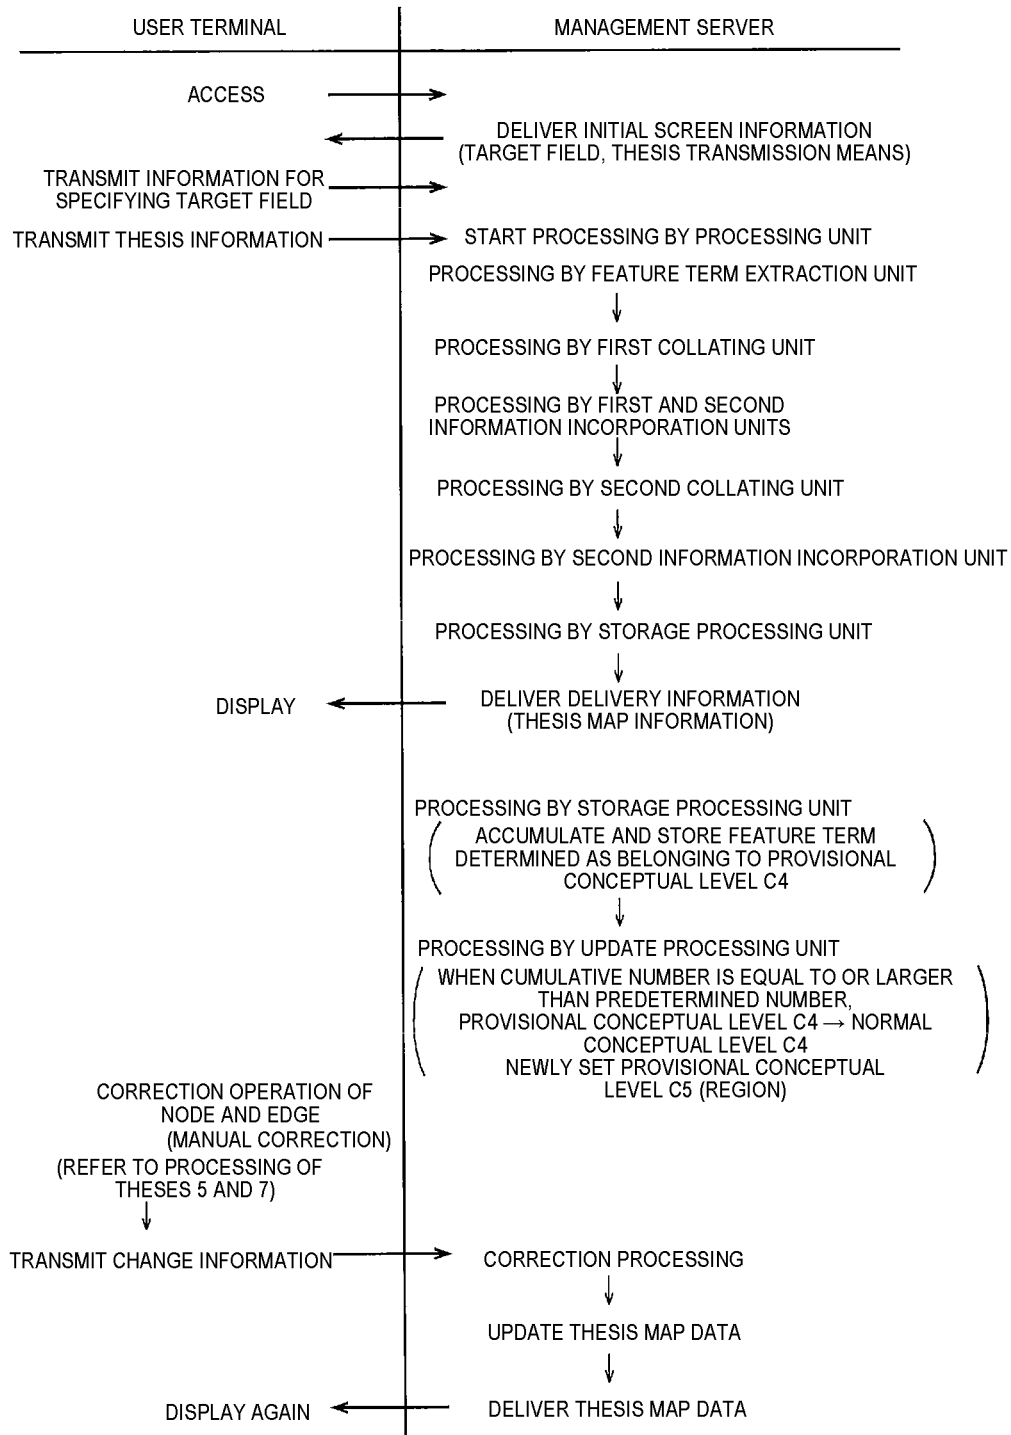 USER TERMINAL
MANAGEMENT SERVER
ACCESS
DELIVER INITIAL SCREEN INFORMATION
(TARGET FIELD, THESIS TRANSMISSION MEANS)
TRANSMIT INFORMATION FOR
SPECIFYING TARGET FIELD
TRANSMIT THESIS INFORMATION
START PROCESSING BY PROCESSING UNIT
PROCESSING BY FEATURE TERM EXTRACTION UNIT
PROCESSING BY FIRST COLLATING UNIT
PROCESSING BY FIRST AND SECOND
INFORMATION INCORPORATION UNITS
PROCESSING BY SECOND COLLATING UNIT
PROCESSING BY SECOND INFORMATION INCORPORATION UNIT
PROCESSING BY STORAGE PROCESSING UNIT
DISPLAY
DELIVER DELIVERY INFORMATION
(THESIS MAP INFORMATION)
PROCESSING BY STORAGE PROCESSING UNIT
ACCUMULATE AND STORE FEATURE TERM
DETERMINED AS BELONGING TO PROVISIONAL
CONCEPTUAL LEVEL C4
PROCESSING BY UPDATE PROCESSING UNIT
WHEN CUMULATIVE NUMBER IS EQUAL TO OR LARGER
THAN PREDETERMINED NUMBER,
PROVISIONAL CONCEPTUAL LEVEL C4 → NORMAL
CONCEPTUAL LEVEL C4
NEWLY SET PROVISIONAL CONCEPTUAL
LEVEL C5 (REGION)
CORRECTION OPERATION OF
NODE AND EDGE
(MANUAL CORRECTION)
(REFER TO PROCESSING OF
THESES 5 AND 7)
TRANSMIT CHANGE INFORMATION
CORRECTION PROCESSING
UPDATE THESIS MAP DATA
DISPLAY AGAIN
DELIVER THESIS MAP DATA